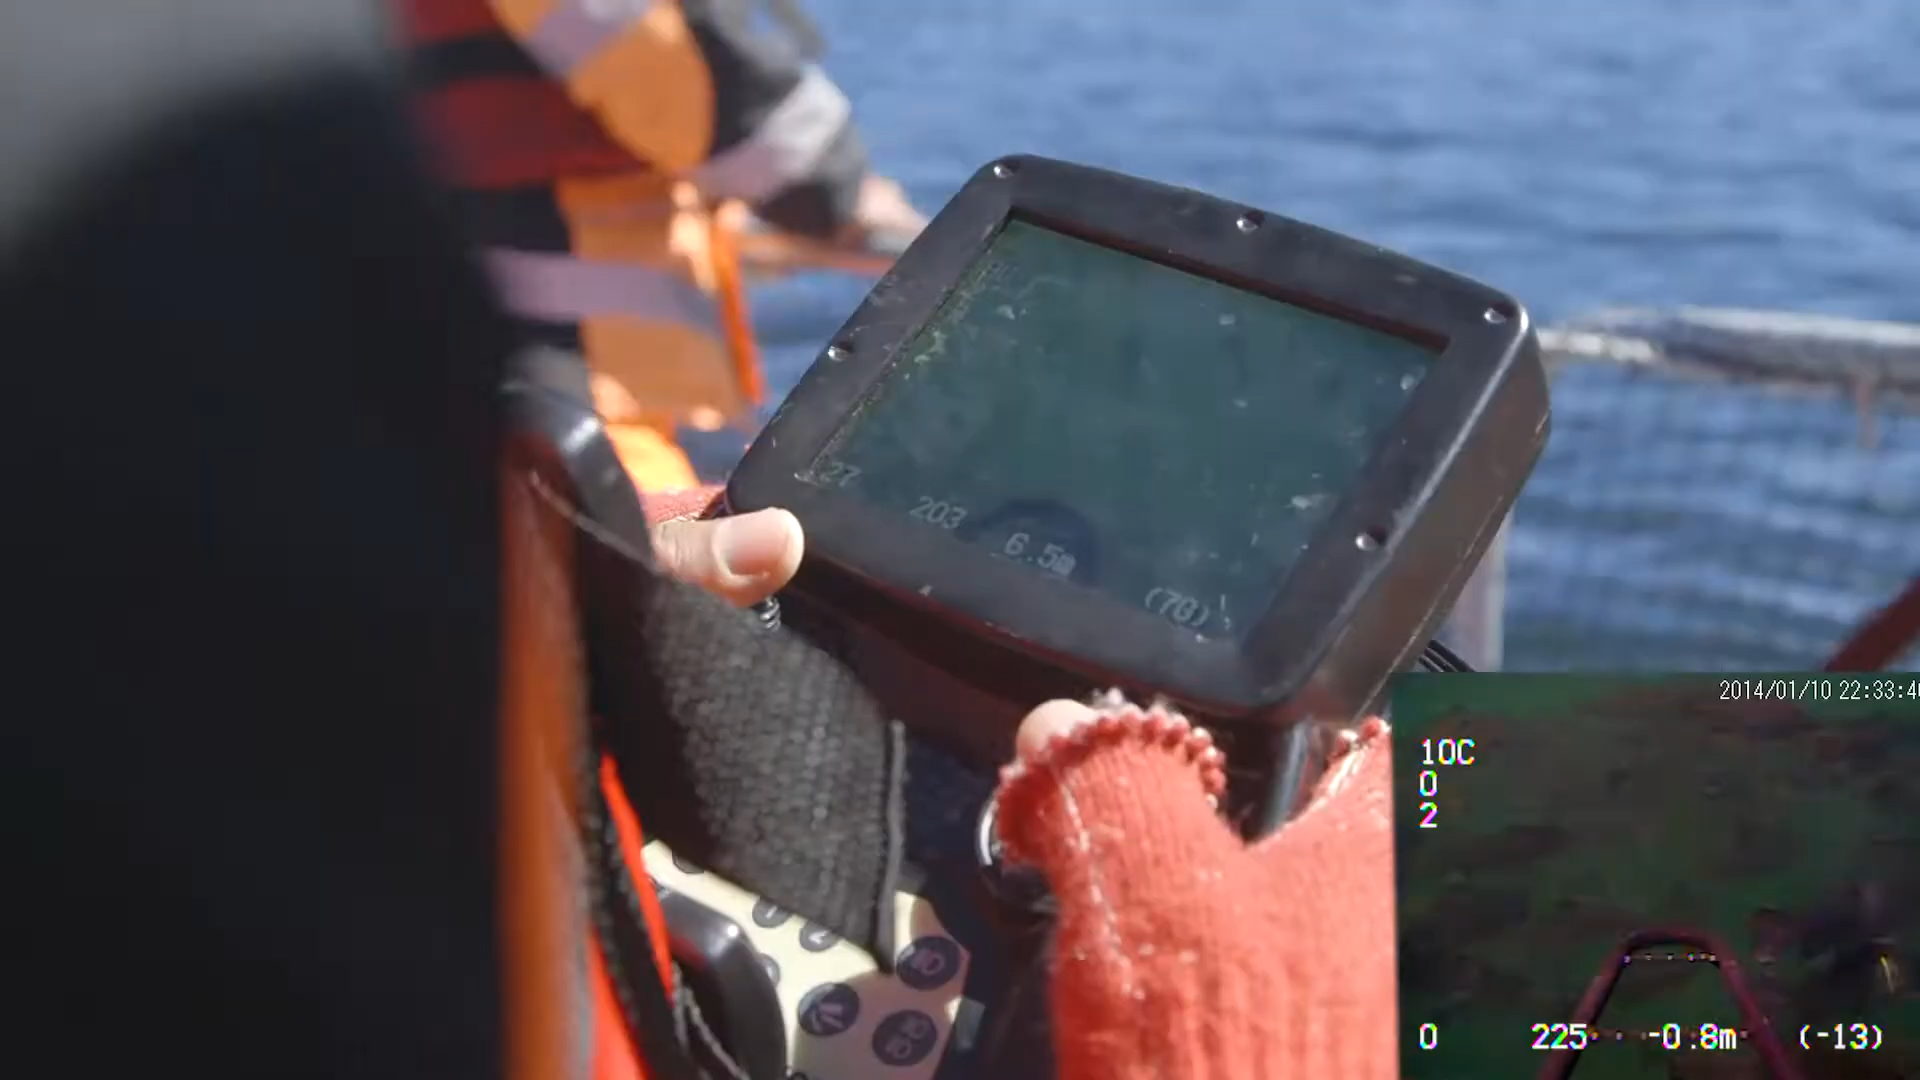 27 203 6.5m (70)
2014/01/10 22:33:4
10C
0
2
0 225 -0.8m (-13)